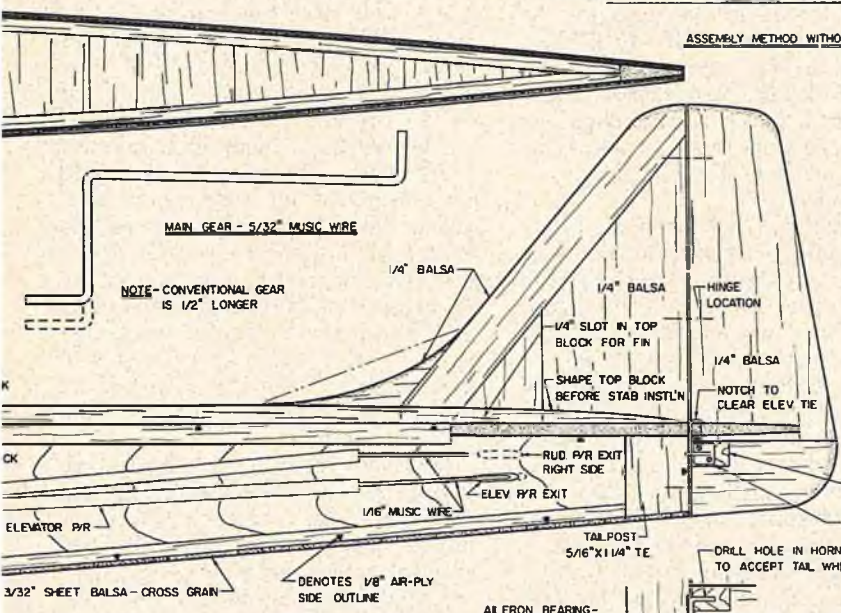 ASSEMBLY METHOD WITHO
MAIN GEAR - 5/32" MUSIC WIRE
NOTE- CONVENTIONAL GEAR
IS 1/2" LONGER
1/4" BALSA
1/4" BALSA
HINGE
LOCATION
1/4" SLOT IN TOP
BLOCK FOR FIN
1/4" BALSA
SHAPE TOP BLOCK
BEFORE STAB INSTL'N
NOTCH TO
CLEAR ELEV TIE
K
CK
RUD. P/R EXIT
RIGHT SIDE
ELEV P/R EXIT
1/16" MUSIC WIRE
ELEVATOR P/R
TAILPOST
5/16" X 1 1/4" TE
3/32" SHEET BALSA - CROSS GRAIN
DENOTES 1/8" AIR-PLY
SIDE OUTLINE
DRILL HOLE IN HORN
TO ACCEPT TAIL WHE
AILERON BEARING-